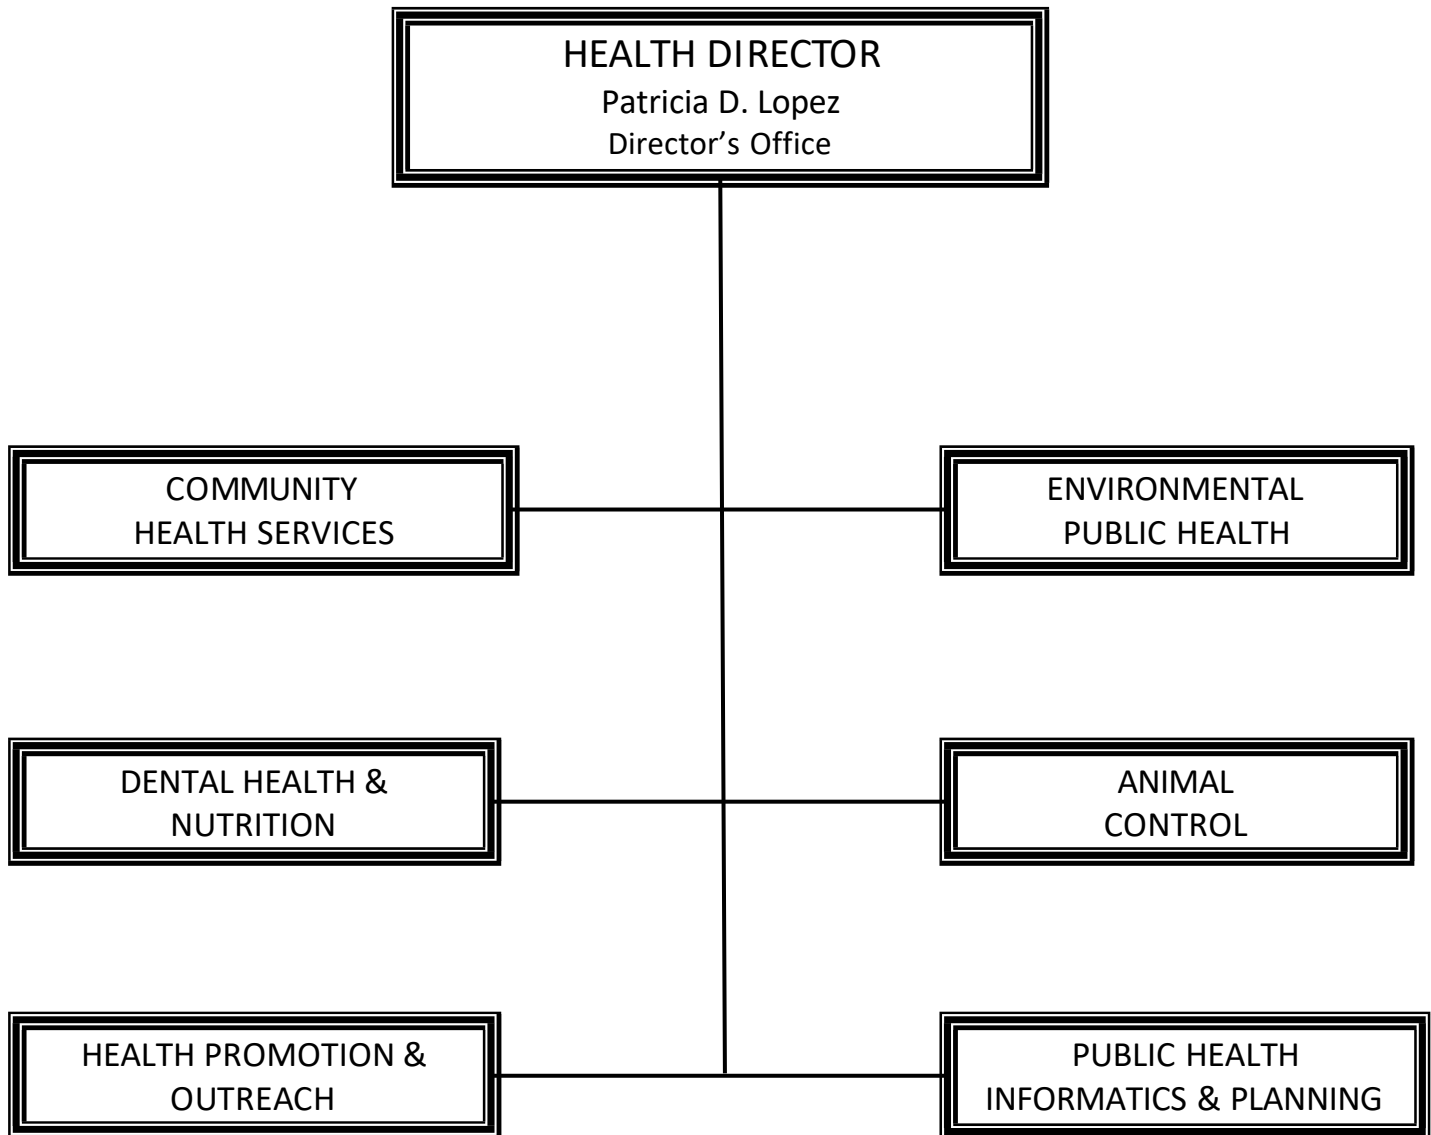 HEALTH DIRECTOR
Patricia D. Lopez
Director’s Office
COMMUNITY
HEALTH SERVICES
ENVIRONMENTAL
PUBLIC HEALTH
DENTAL HEALTH &
NUTRITION
ANIMAL
CONTROL
HEALTH PROMOTION &
OUTREACH
PUBLIC HEALTH
INFORMATICS & PLANNING